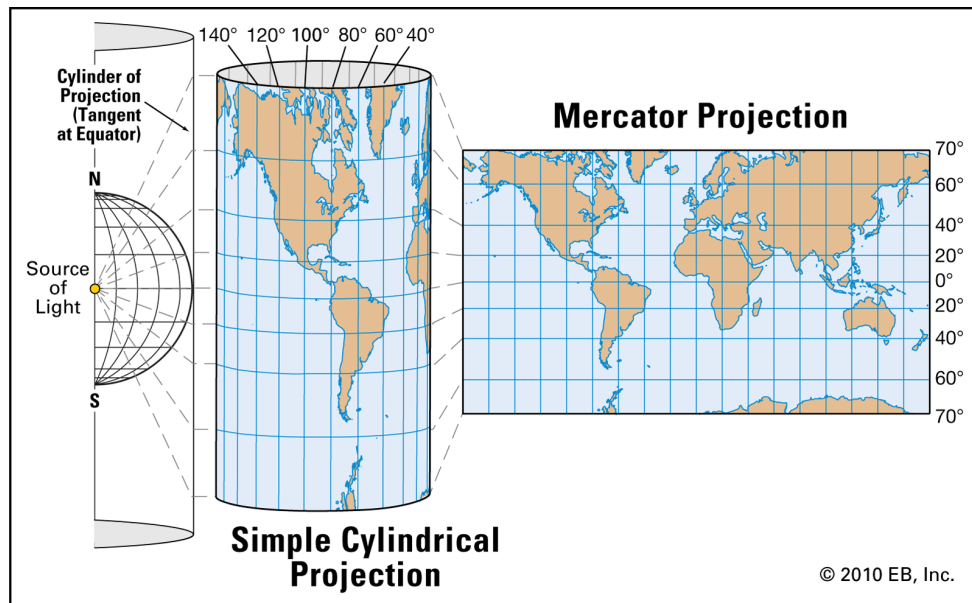 140° 120° 100° 80° 60° 40°
Cylinder of
Projection
(Tangent
at Equator)
N
Source
of
Light
S
Simple Cylindrical
Projection
Mercator Projection
70°
60°
40°
20°
0°
20°
40°
60°
70°
© 2010 EB, Inc.